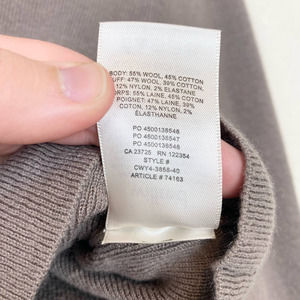 BODY: 55% WOOL, 45% COTTON
CUFF: 47% WOOL, 39% COTTON,
12% NYLON, 2% ELASTANE
CORPS: 55% LAINE, 45% COTON
POIGNET: 47% LAINE, 39%
COTON, 12% NYLON, 2%
ÉLASTHANNE
PO 4500138546
PO 4500136547
PO 4500136548
CA 23725 RN 122354
STYLE #
CWY4-3858-40
ARTICLE # 74163